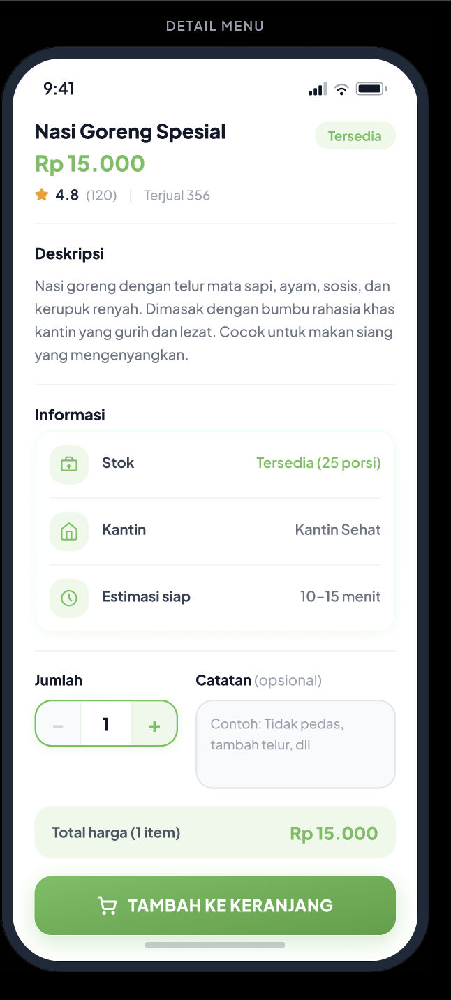 DETAIL MENU
9:41
Nasi Goreng Spesial
Tersedia
Rp 15.000
4.8 (120) | Terjual 356
Deskripsi
Nasi goreng dengan telur mata sapi, ayam, sosis, dan
kerupuk renyah. Dimasak dengan bumbu rahasia khas
kantin yang gurih dan lezat. Cocok untuk makan siang
yang mengenyangkan.
Informasi
Stok Tersedia (25 porsi)
Kantin Kantin Sehat
Estimasi siap 10–15 menit
Jumlah
− 1 +
Catatan (opsional)
Contoh: Tidak pedas,
tambah telur, dll
Total harga (1 item) Rp 15.000
TAMBAH KE KERANJANG